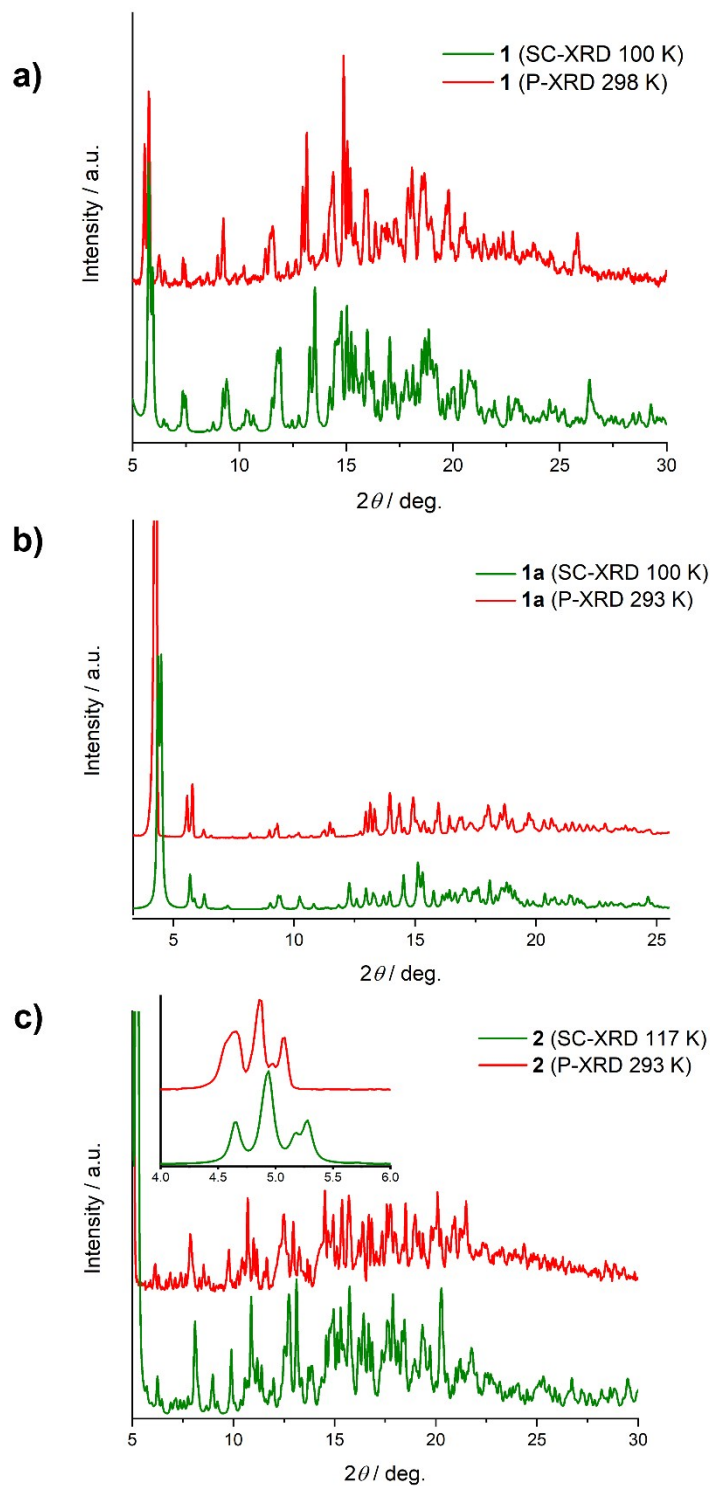 a)
1 (SC-XRD 100 K)
1 (P-XRD 298 K)
Intensity / a.u.
5 10 15 20 25 30
2θ / deg.
b)
1a (SC-XRD 100 K)
1a (P-XRD 293 K)
Intensity / a.u.
5 10 15 20 25
2θ / deg.
c)
2 (SC-XRD 117 K)
2 (P-XRD 293 K)
4.0 4.5 5.0 5.5 6.0
Intensity / a.u.
5 10 15 20 25 30
2θ / deg.